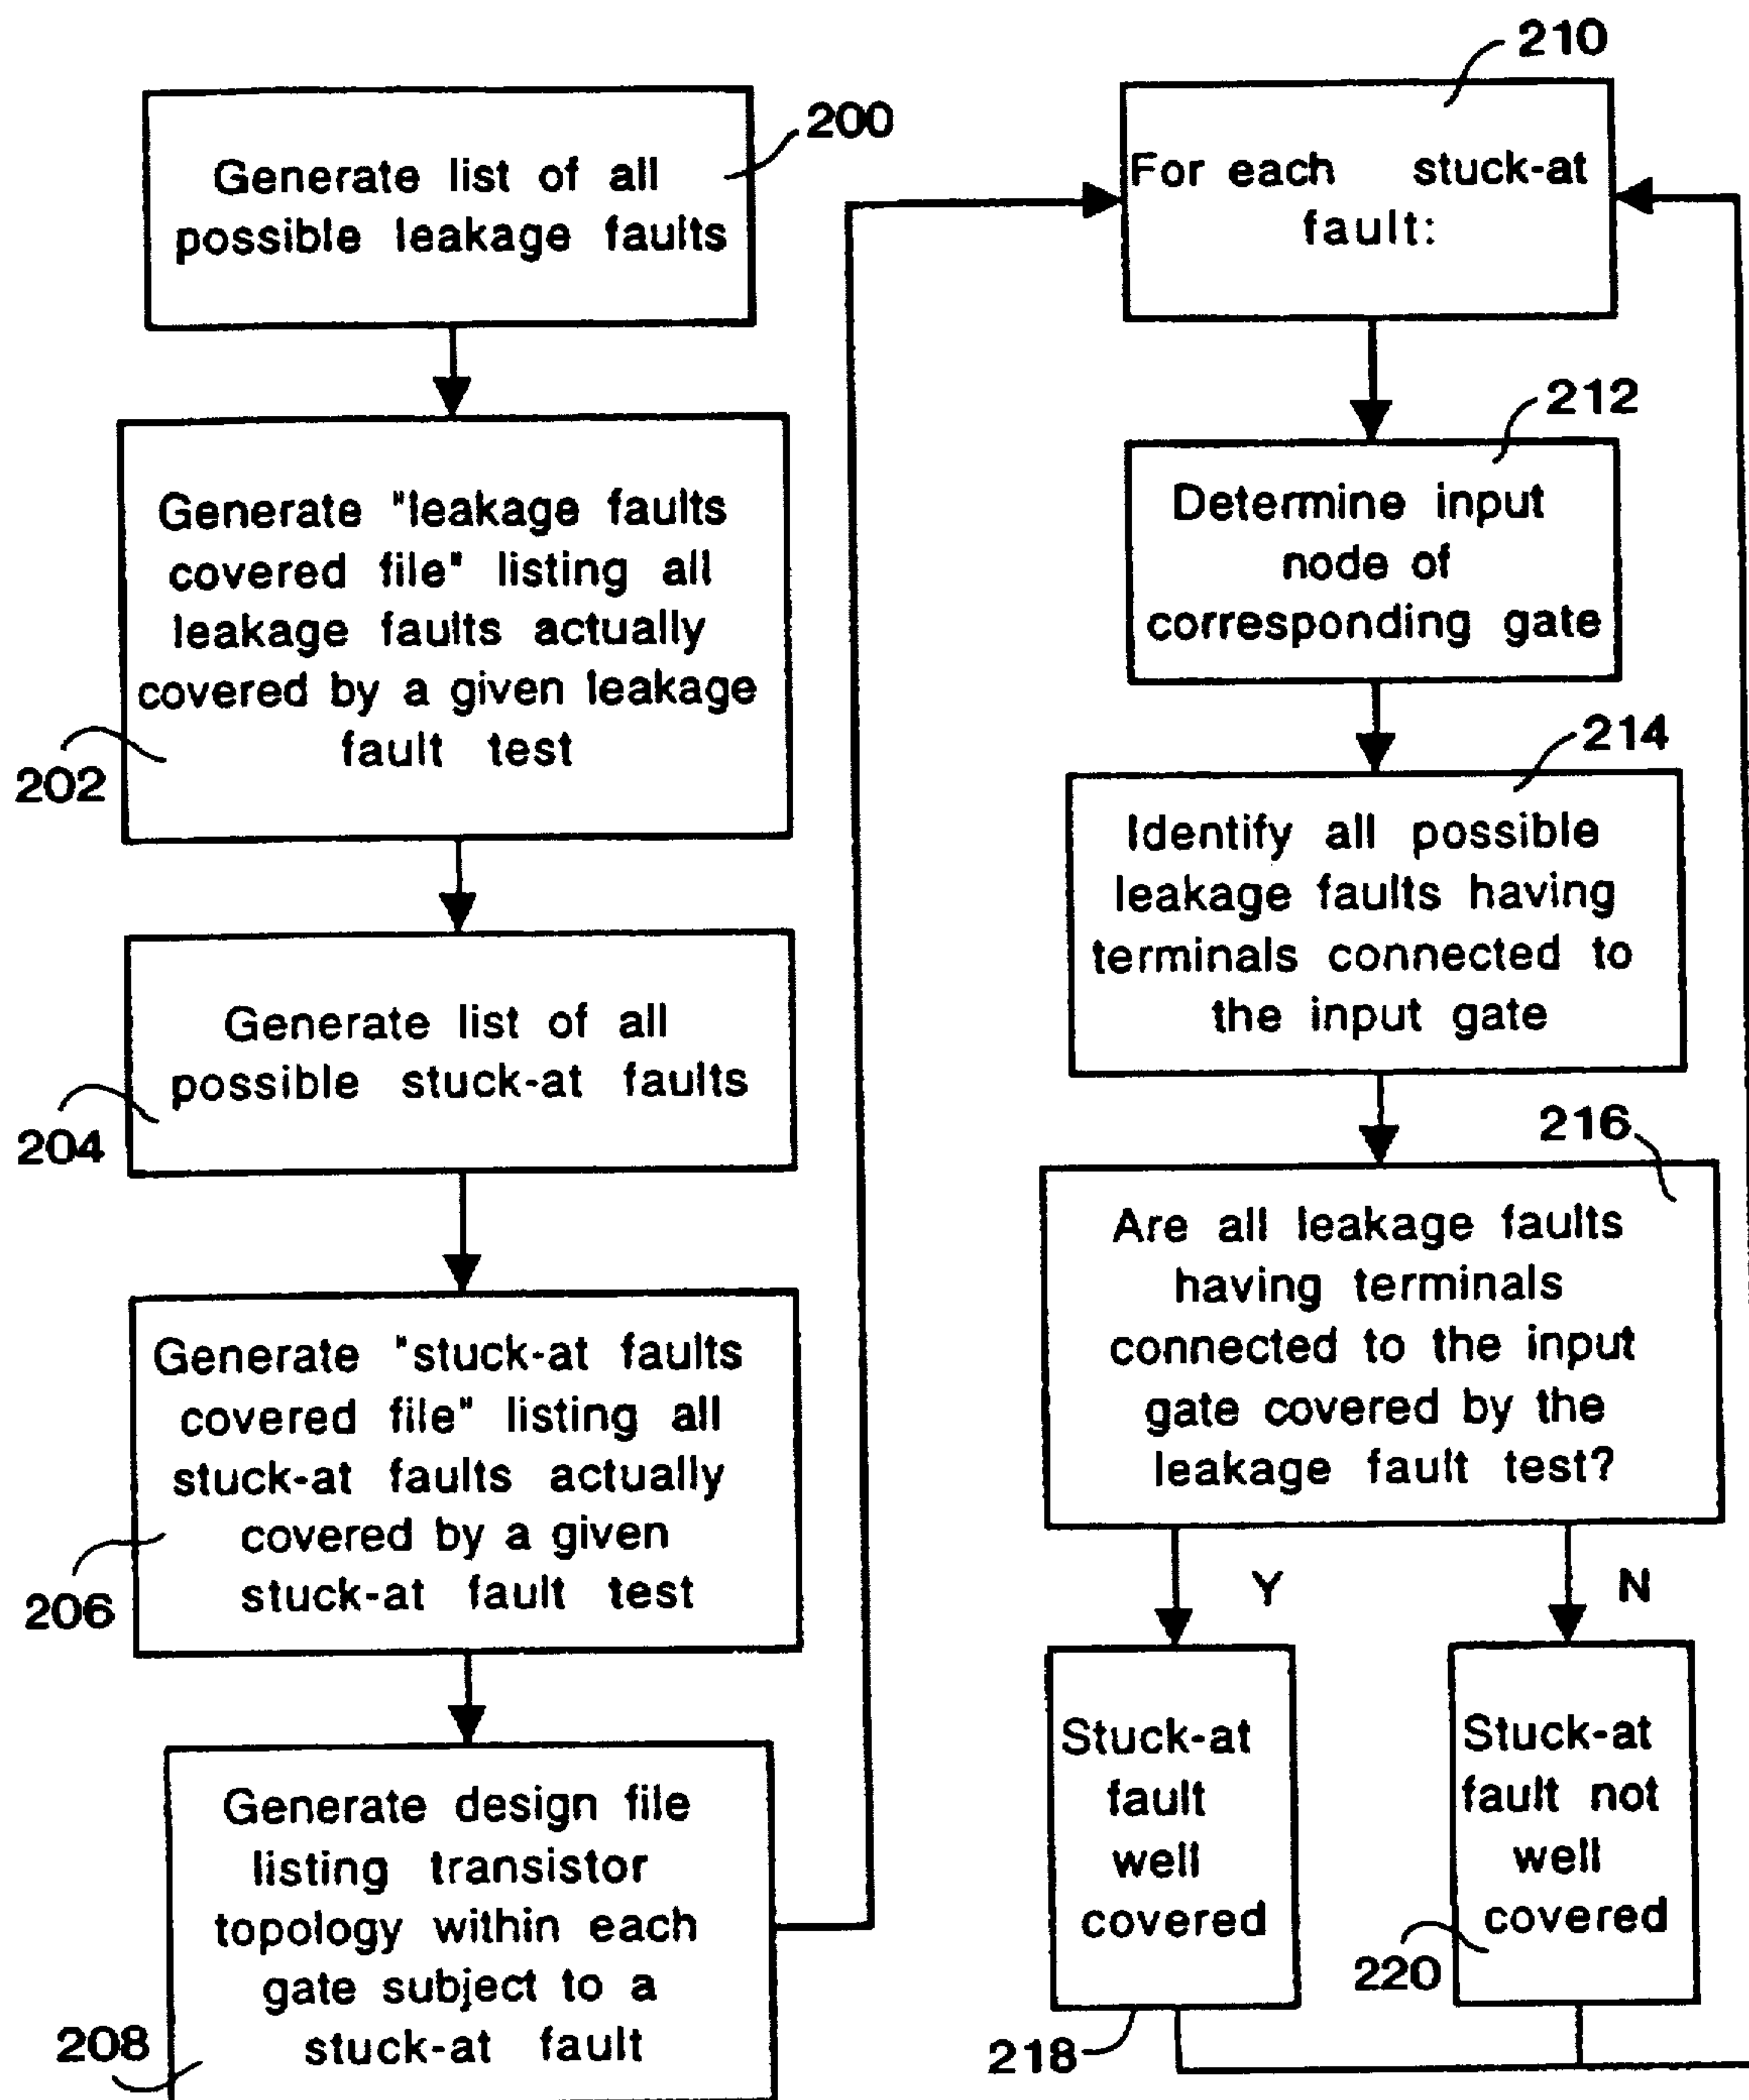 200
Generate list of all
possible leakage faults
Generate "leakage faults
covered file" listing all
leakage faults actually
covered by a given leakage
fault test
202
Generate list of all
possible stuck-at faults
204
Generate "stuck-at faults
covered file" listing all
stuck-at faults actually
covered by a given
stuck-at fault test
206
Generate design file
listing transistor
topology within each
gate subject to a
stuck-at fault
208
210
For each stuck-at
fault:
212
Determine input
node of
corresponding gate
214
Identify all possible
leakage faults having
terminals connected to
the input gate
216
Are all leakage faults
having terminals
connected to the input
gate covered by the
leakage fault test?
Y
N
Stuck-at
fault
well
covered
218
Stuck-at
fault not
well
covered
220